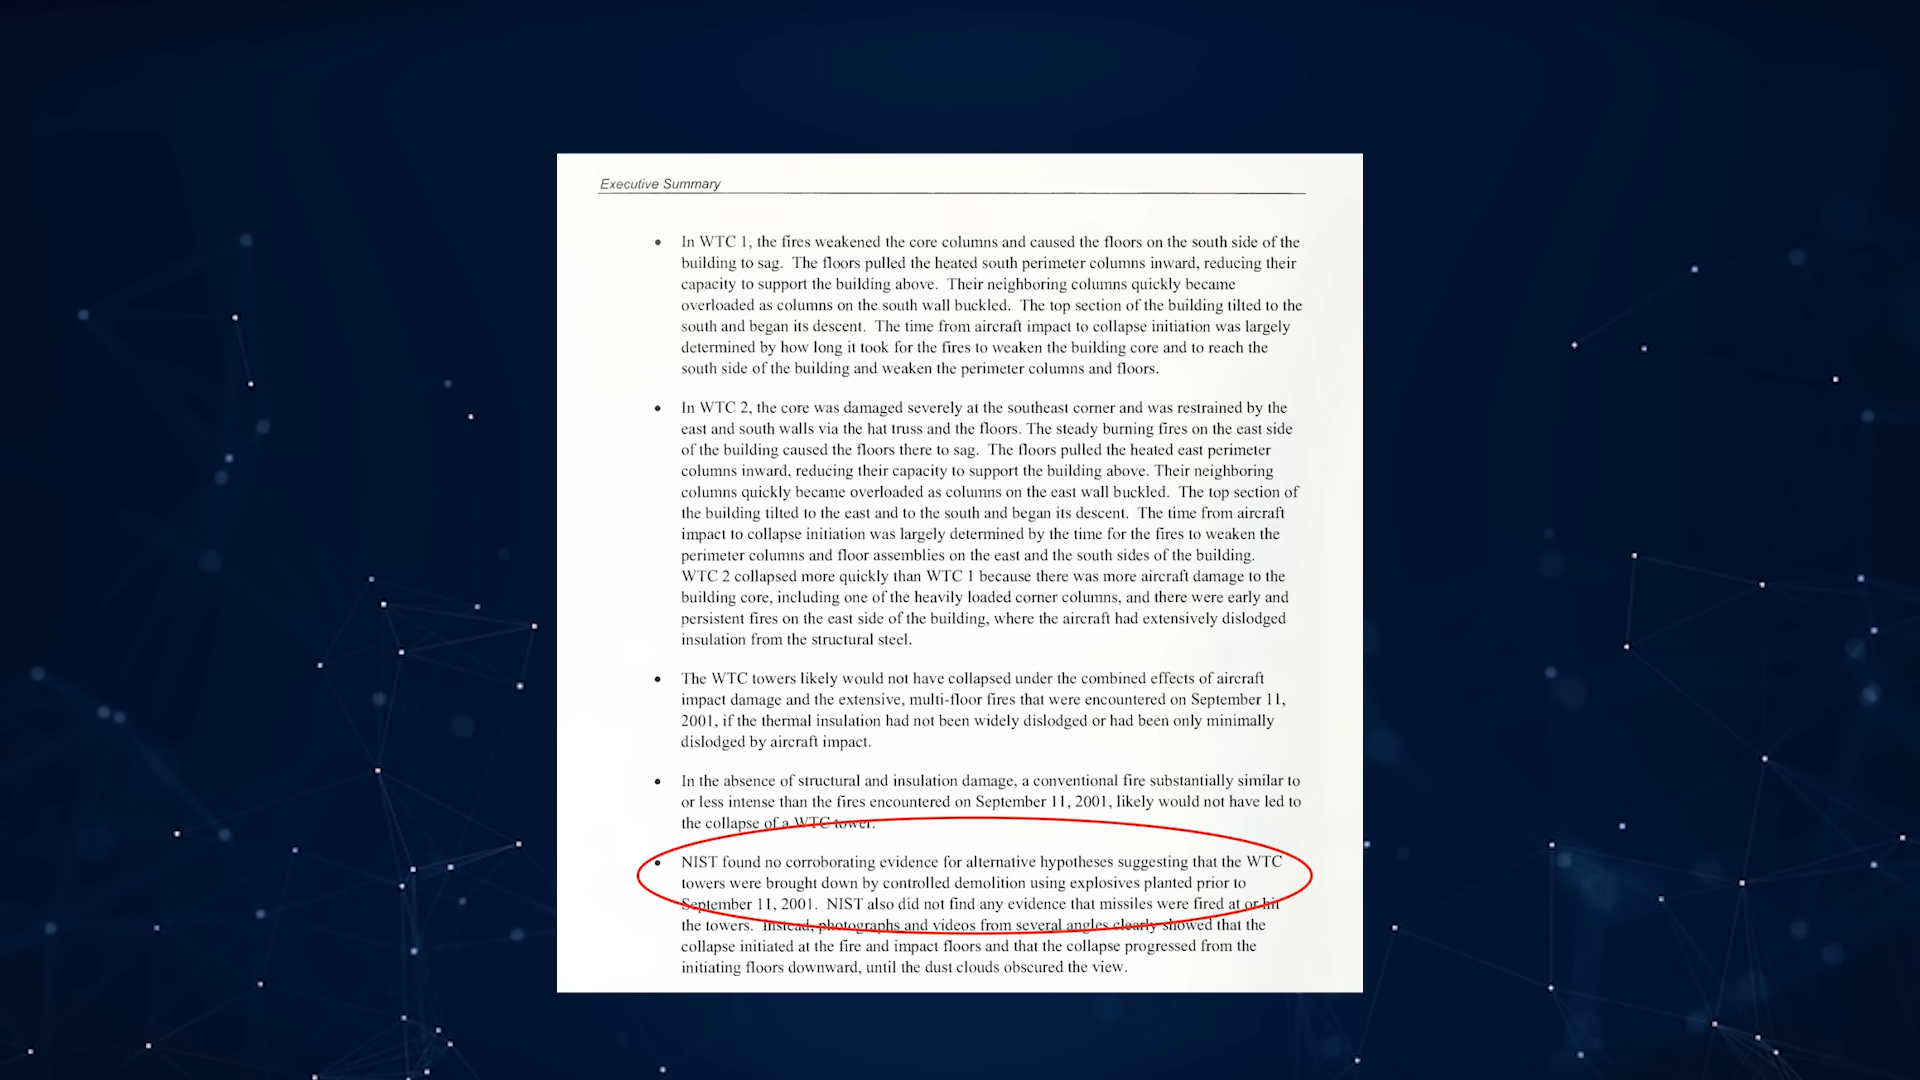 Executive Summary
In WTC 1, the fires weakened the core columns and caused the floors on the south side of the
building to sag. The floors pulled the heated south perimeter columns inward, reducing their
capacity to support the building above. Their neighboring columns quickly became
overloaded as columns on the south wall buckled. The top section of the building tilted to the
south and began its descent. The time from aircraft impact to collapse initiation was largely
determined by how long it took for the fires to weaken the building core and to reach the
south side of the building and weaken the perimeter columns and floors.
In WTC 2, the core was damaged severely at the southeast corner and was restrained by the
east and south walls via the hat truss and the floors. The steady burning fires on the east side
of the building caused the floors there to sag. The floors pulled the heated east perimeter
columns inward, reducing their capacity to support the building above. Their neighboring
columns quickly became overloaded as columns on the east wall buckled. The top section of
the building tilted to the east and to the south and began its descent. The time from aircraft
impact to collapse initiation was largely determined by the time for the fires to weaken the
perimeter columns and floor assemblies on the east and the south sides of the building.
WTC 2 collapsed more quickly than WTC 1 because there was more aircraft damage to the
building core, including one of the heavily loaded corner columns, and there were early and
persistent fires on the east side of the building, where the aircraft had extensively dislodged
insulation from the structural steel.
The WTC towers likely would not have collapsed under the combined effects of aircraft
impact damage and the extensive, multi-floor fires that were encountered on September 11,
2001, if the thermal insulation had not been widely dislodged or had been only minimally
dislodged by aircraft impact.
In the absence of structural and insulation damage, a conventional fire substantially similar to
or less intense than the fires encountered on September 11, 2001, likely would not have led to
the collapse of a WTC tower.
NIST found no corroborating evidence for alternative hypotheses suggesting that the WTC
towers were brought down by controlled demolition using explosives planted prior to
September 11, 2001. NIST also did not find any evidence that missiles were fired at or hit
the towers. Instead, photographs and videos from several angles clearly showed that the
collapse initiated at the fire and impact floors and that the collapse progressed from the
initiating floors downward, until the dust clouds obscured the view.